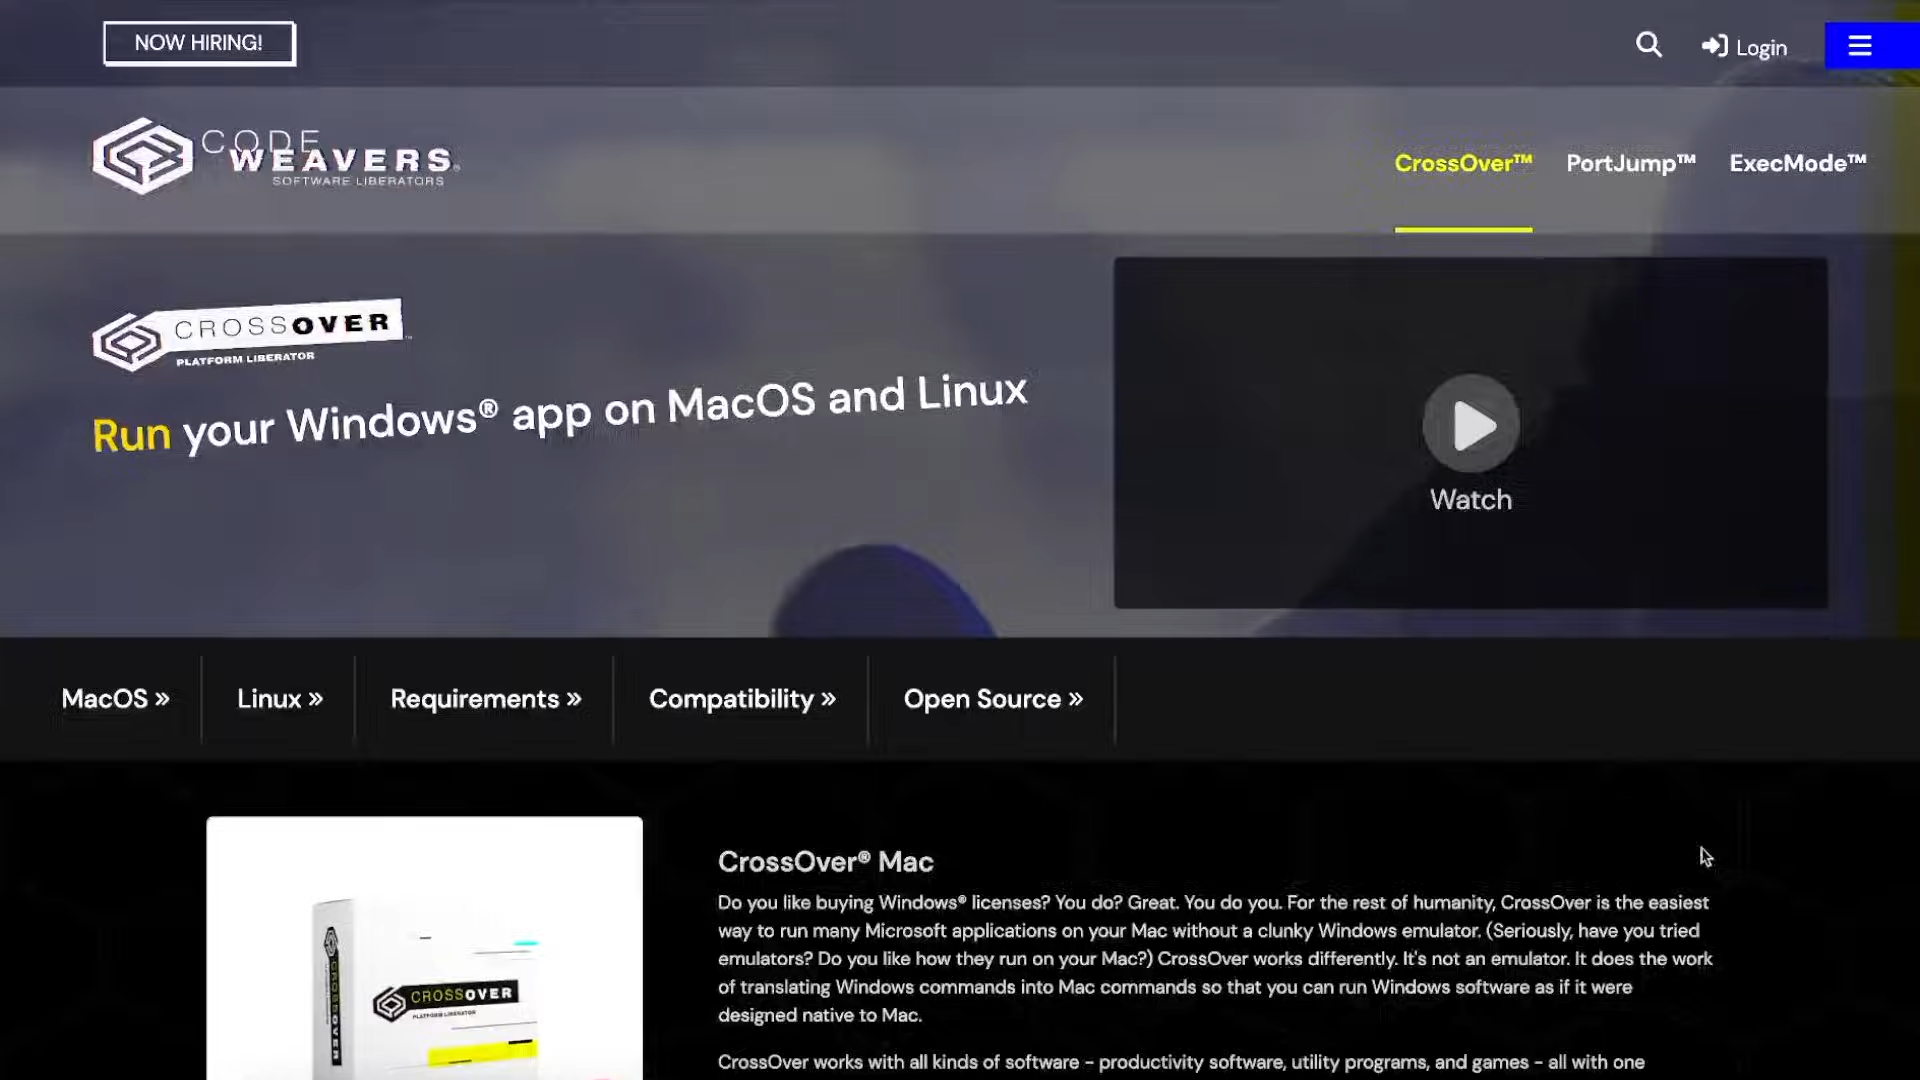 NOW HIRING!
Login
CODE
WEAVERS
SOFTWARE LIBERATORS
CrossOver™
PortJump™
ExecMode™
CROSSOVER
PLATFORM LIBERATOR
Run your Windows® app on MacOS and Linux
Watch
MacOS »
Linux »
Requirements »
Compatibility »
Open Source »
CrossOver® Mac
Do you like buying Windows® licenses? You do? Great. You do you. For the rest of humanity, CrossOver is the easiest
way to run many Microsoft applications on your Mac without a clunky Windows emulator. (Seriously, have you tried
emulators? Do you like how they run on your Mac?) CrossOver works differently. It's not an emulator. It does the work
of translating Windows commands into Mac commands so that you can run Windows software as if it were
designed native to Mac.
CrossOver works with all kinds of software - productivity software, utility programs, and games - all with one
CROSSOVER
CROSSOVER
PLATFORM LIBERATOR